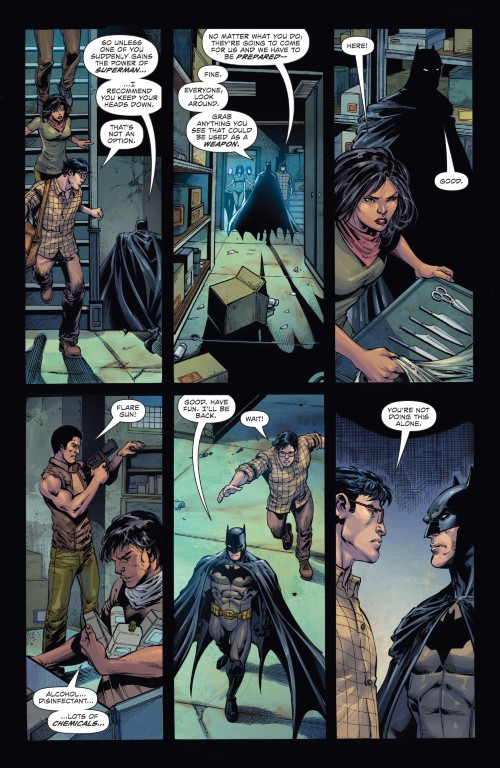 SO UNLESS
ONE OF YOU
SUDDENLY GAINS
THE POWER OF
SUPERMAN...
...I
RECOMMEND
YOU KEEP YOUR
HEADS DOWN.
THAT'S
NOT AN
OPTION.
NO MATTER WHAT YOU DO,
THEY'RE GOING TO COME
FOR US AND WE HAVE TO
BE PREPARED--
FINE.
EVERYONE,
LOOK
AROUND.
GRAB
ANYTHING YOU
SEE THAT COULD
BE USED AS A
WEAPON.
HERE!
GOOD.
FLARE
GUN!
ALCOHOL...
DISINFECTANT...
...LOTS OF
CHEMICALS...
GOOD. HAVE
FUN. I'LL BE
BACK.
WAIT!
YOU'RE NOT
DOING THIS
ALONE.